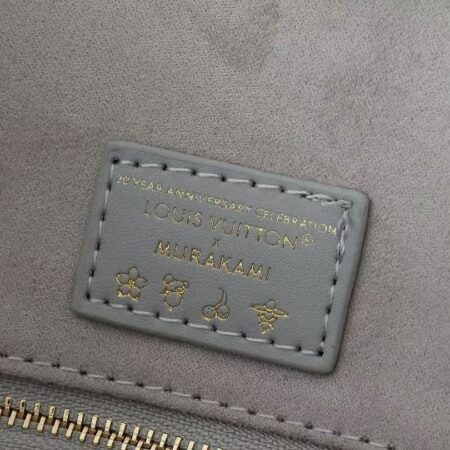 20 YEAR ANNIVERSARY CELEBRATION
LOUIS VUITTON®
x
MURAKAMI